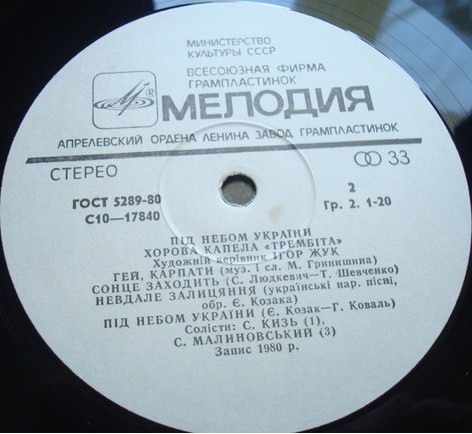 МИНИСТЕРСТВО
КУЛЬТУРЫ СССР
ВСЕСОЮЗНАЯ ФИРМА
ГРАМПЛАСТИНОК
® МЕЛОДИЯ
АПРЕЛЕВСКИЙ ОРДЕНА ЛЕНИНА ЗАВОД ГРАМПЛАСТИНОК
СТЕРЕО 33
ГОСТ 5289-80 2
С10—17840 Гр. 2. 1-20
ПІД НЕБОМ УКРАЇНИ
ХОРОВА КАПЕЛА «ТРЕМБІТА»
Художній керівник ІГОР ЖУК
ГЕЙ, КАРПАТИ (муз. і сл. М. Гринишина)
СОНЦЕ ЗАХОДИТЬ (С. Людкевич—Т. Шевченко)
НЕВДАЛЕ ЗАЛИЦЯННЯ (українські нар. пісні,
обр. Є. Козака)
ПІД НЕБОМ УКРАЇНИ (Є. Козак—Г. Коваль)
Солісти: С. КИЗЬ (1),
С. МАЛИНОВСЬКИЙ (3)
Запис 1980 р.